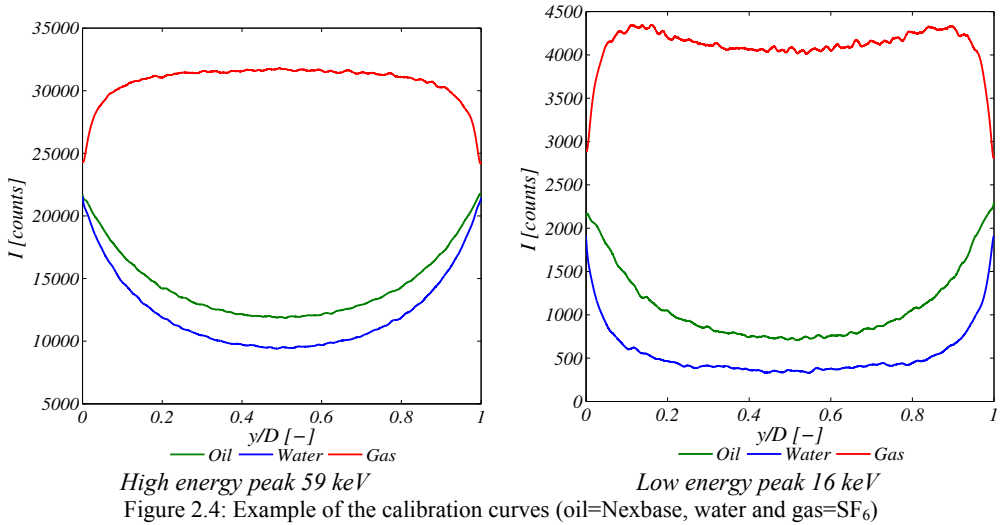 35000
30000
25000
20000
15000
10000
5000
I [counts]
0 0.2 0.4 0.6 0.8 1
y/D [−]
Oil Water Gas
High energy peak 59 keV
4500
4000
3500
3000
2500
2000
1500
1000
500
0
I [counts]
0 0.2 0.4 0.6 0.8 1
y/D [−]
Oil Water Gas
Low energy peak 16 keV
Figure 2.4: Example of the calibration curves (oil=Nexbase, water and gas=SF₆)